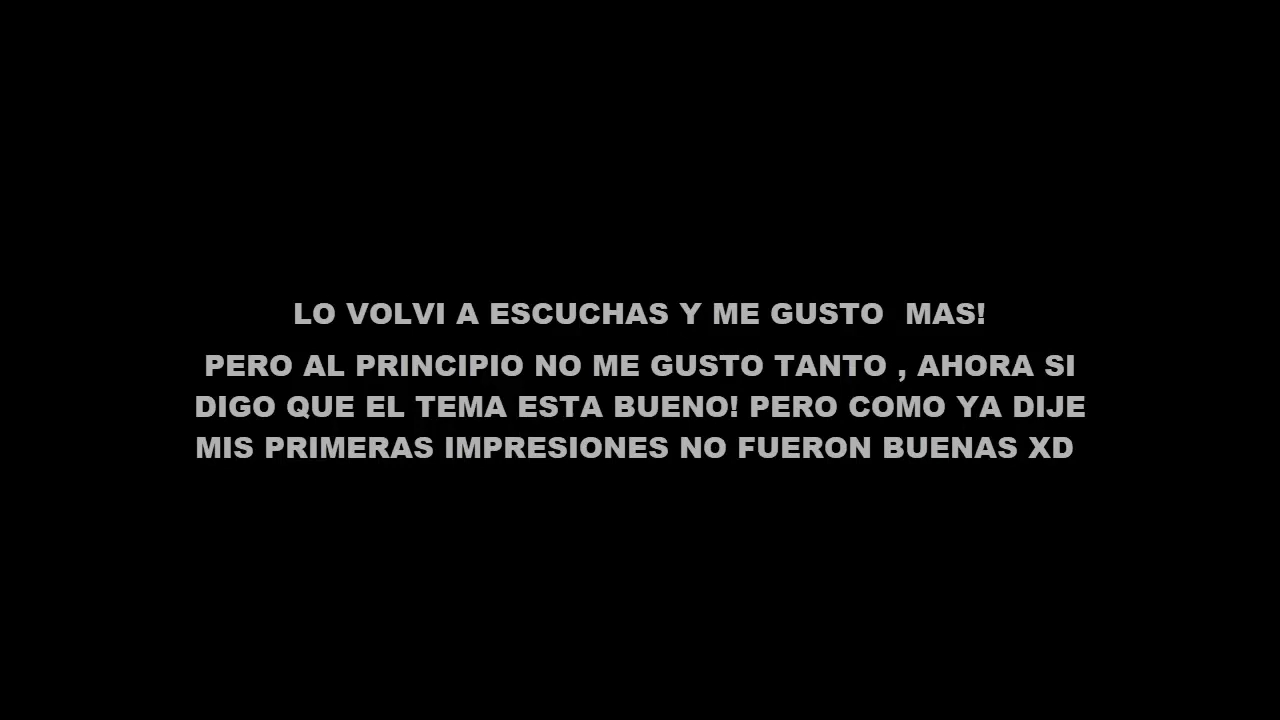 LO VOLVI A ESCUCHAS Y ME GUSTO  MAS!
PERO AL PRINCIPIO NO ME GUSTO TANTO , AHORA SI
DIGO QUE EL TEMA ESTA BUENO! PERO COMO YA DIJE
MIS PRIMERAS IMPRESIONES NO FUERON BUENAS XD